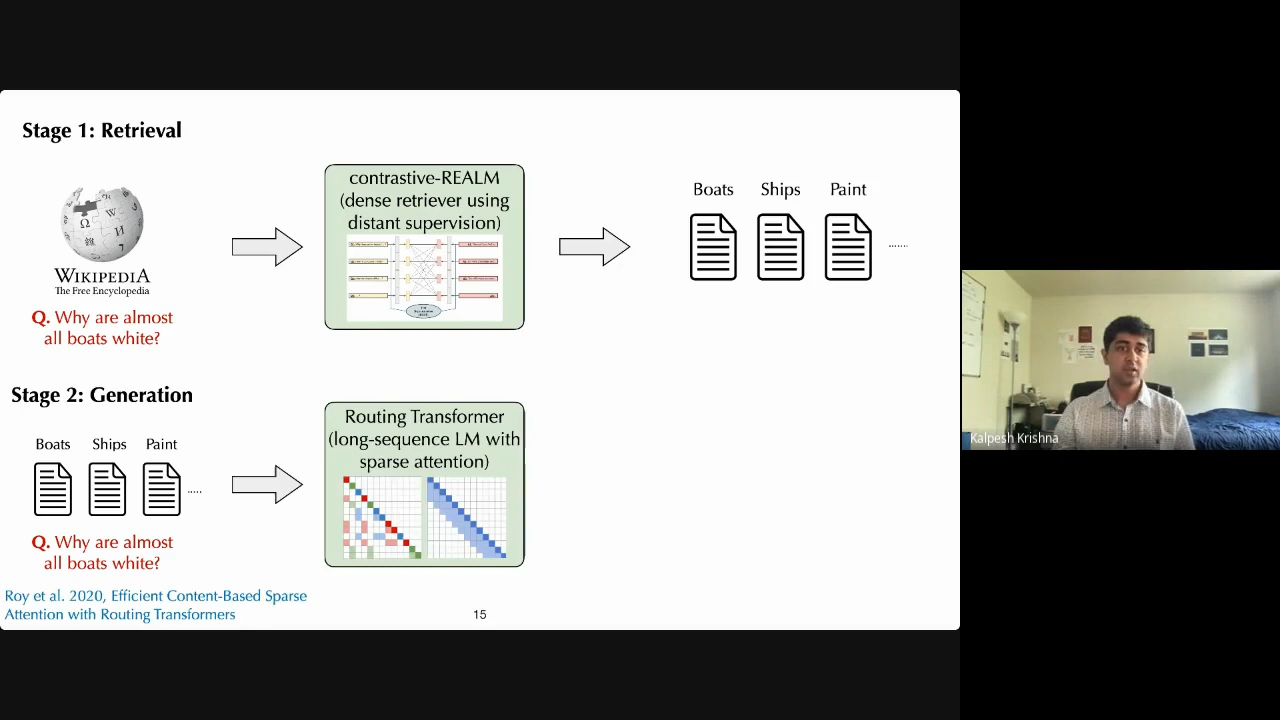 Stage 1: Retrieval
WIKIPEDIA
The Free Encyclopedia
Q. Why are almost
all boats white?
contrastive-REALM
(dense retriever using
distant supervision)
Boats Ships Paint
.......
Stage 2: Generation
Boats Ships Paint
.....
Q. Why are almost
all boats white?
Routing Transformer
(long-sequence LM with
sparse attention)
Roy et al. 2020, Efficient Content-Based Sparse
Attention with Routing Transformers
15
Kalpesh Krishna